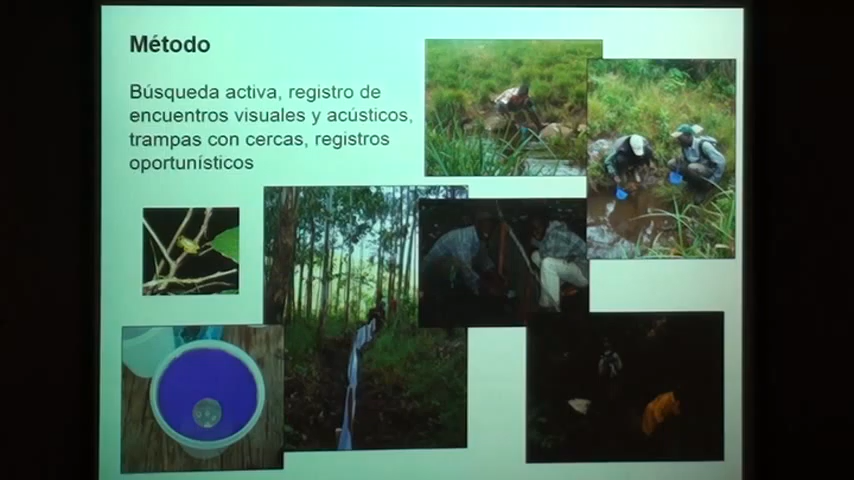 Método
Búsqueda activa, registro de
encuentros visuales y acústicos,
trampas con cercas, registros
oportunísticos